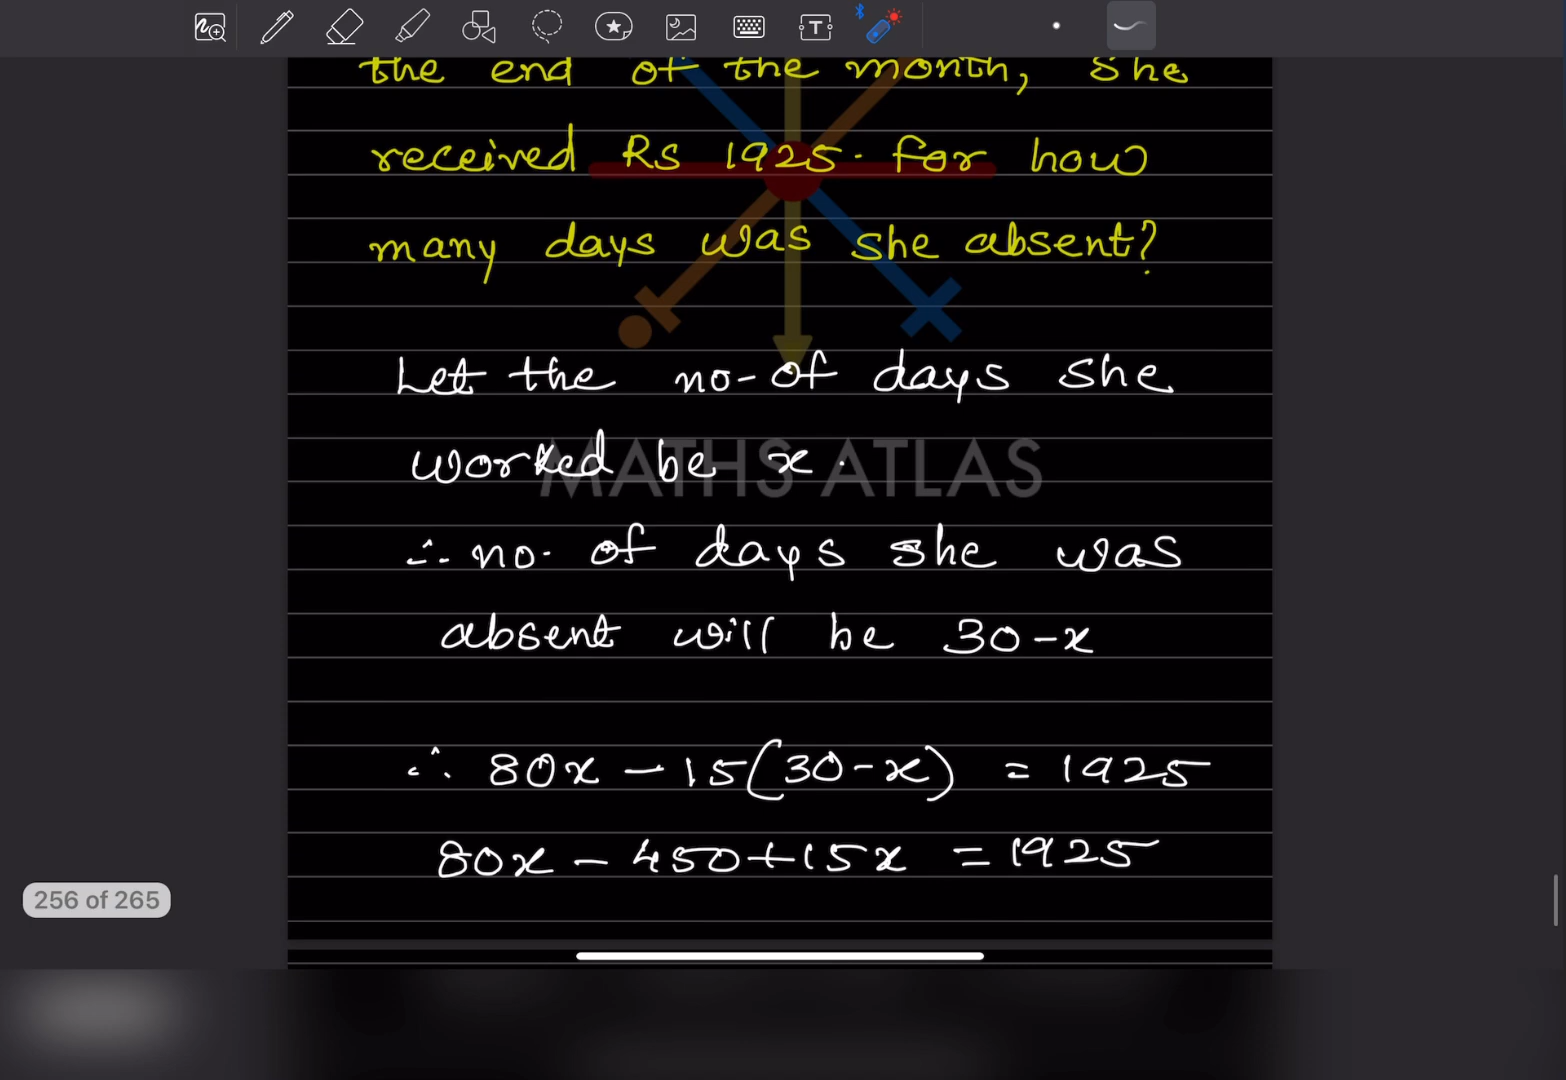 the end of the month, She
received Rs 1925. for how
many days was she absent?
Let the no-of days she
worked be x.
MATHS ATLAS
∴ no. of days she was
absent will be 30-x
∴ 80x - 15(30-x) = 1925
80x - 450+15x = 1925
256 of 265